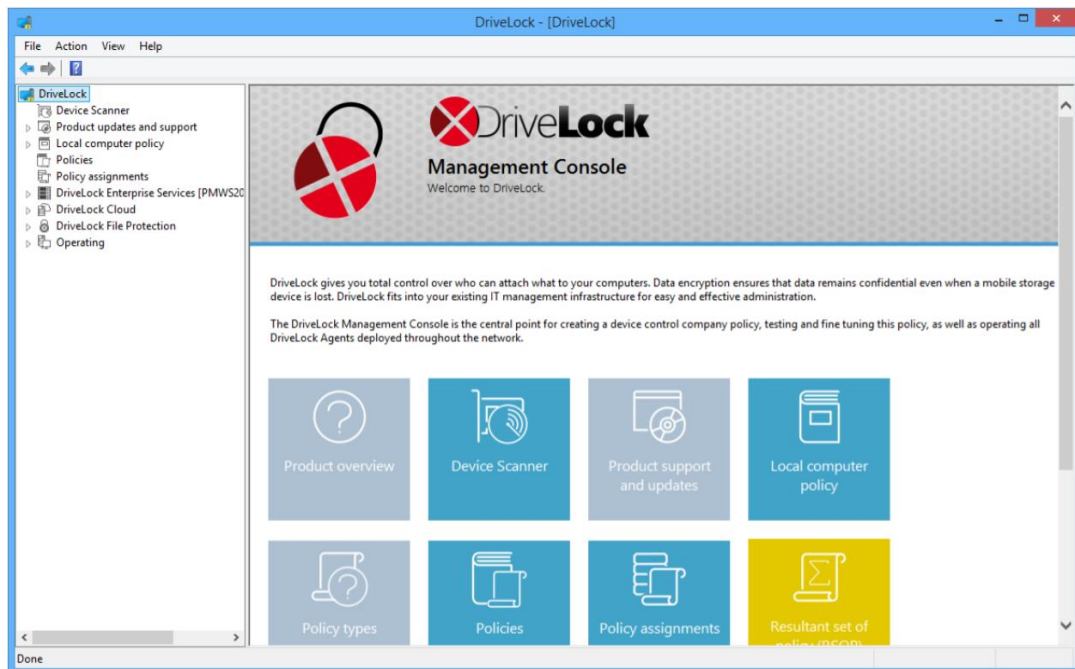 DriveLock - [DriveLock]
File Action View Help
DriveLock
Device Scanner
Product updates and support
Local computer policy
Policies
Policy assignments
DriveLock Enterprise Services [PMWS20
DriveLock Cloud
DriveLock File Protection
Operating
DriveLock
Management Console
Welcome to DriveLock.
DriveLock gives you total control over who can attach what to your computers. Data encryption ensures that data remains confidential even when a mobile storage
device is lost. DriveLock fits into your existing IT management infrastructure for easy and effective administration.
The DriveLock Management Console is the central point for creating a device control company policy, testing and fine tuning this policy, as well as operating all
DriveLock Agents deployed throughout the network.
Product overview
Device Scanner
Product support
and updates
Local computer
policy
Policy types
Policies
Policy assignments
Resultant set of
policy (RSOP)
Done